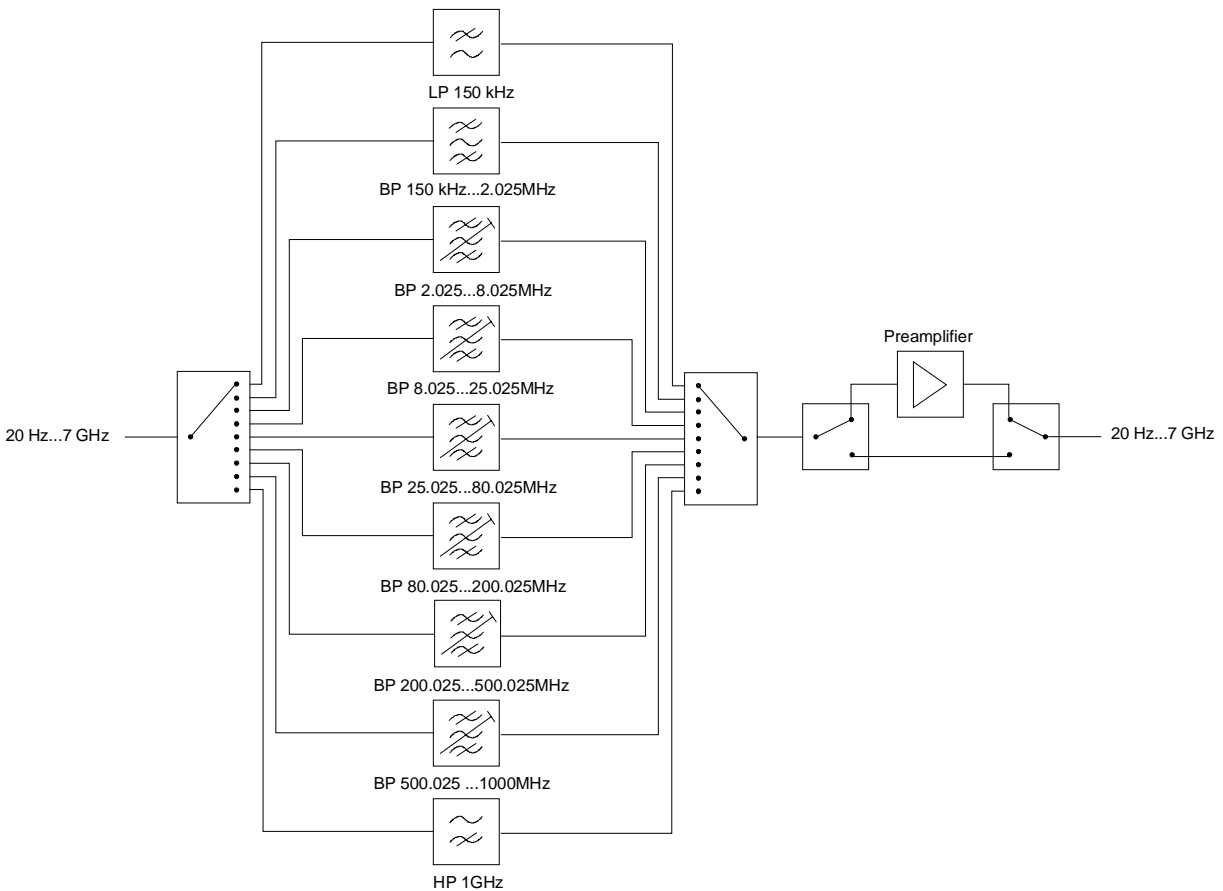 LP 150 kHz
BP 150 kHz...2.025MHz
BP 2.025...8.025MHz
Preamplifier
BP 8.025...25.025MHz
20 Hz...7 GHz
20 Hz...7 GHz
BP 25.025...80.025MHz
BP 80.025...200.025MHz
BP 200.025...500.025MHz
BP 500.025 ...1000MHz
HP 1GHz